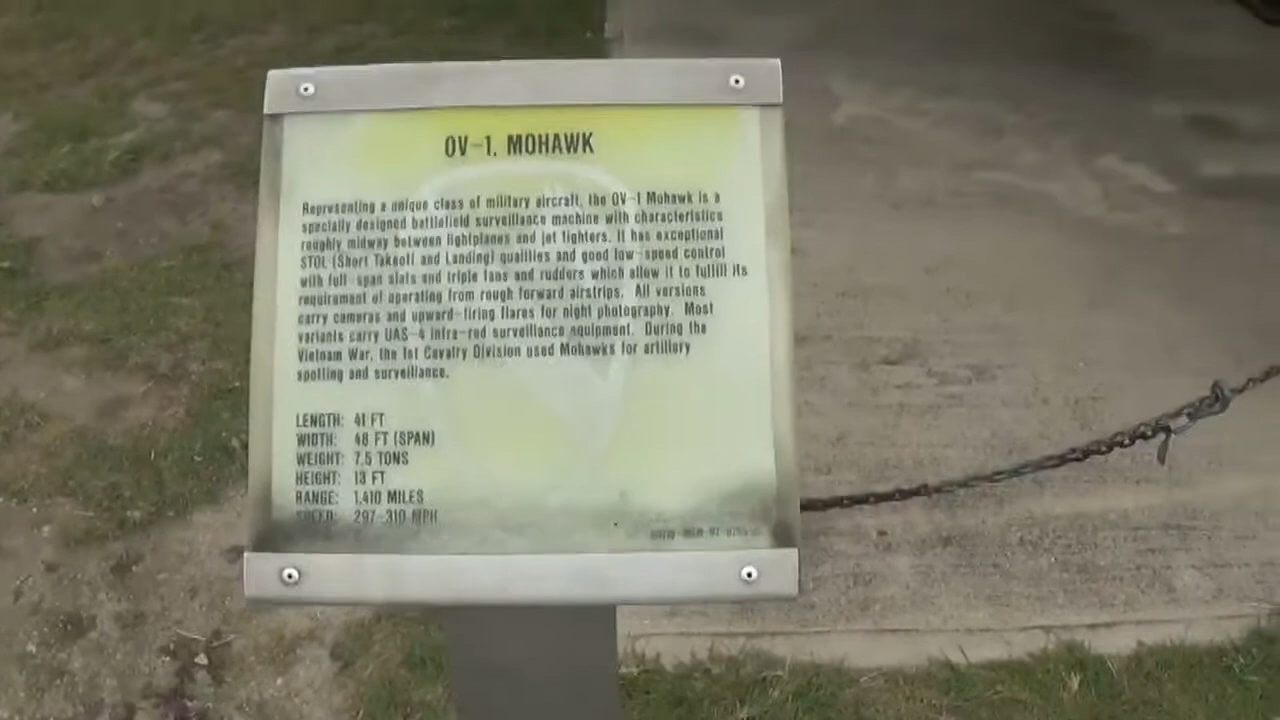 OV-1, MOHAWK
Representing a unique class of military aircraft, the OV-1 Mohawk is a
specially designed battlefield surveillance machine with characteristics
roughly midway between lightplanes and jet fighters. It has exceptional
STOL (Short Takeoff and Landing) qualities and good low-speed control
with full-span slats and triple fans and rudders which allow it to fulfill its
requirement of operating from rough forward airstrips. All versions
carry cameras and upward-firing flares for night photography. Most
variants carry UAS-4 infra-red surveillance equipment. During the
Vietnam War, the 1st Cavalry Division used Mohawks for artillery
spotting and surveillance.
LENGTH: 41 FT
WIDTH: 48 FT (SPAN)
WEIGHT: 7.5 TONS
HEIGHT: 13 FT
RANGE: 1,410 MILES
SPEED: 297-310 MPH